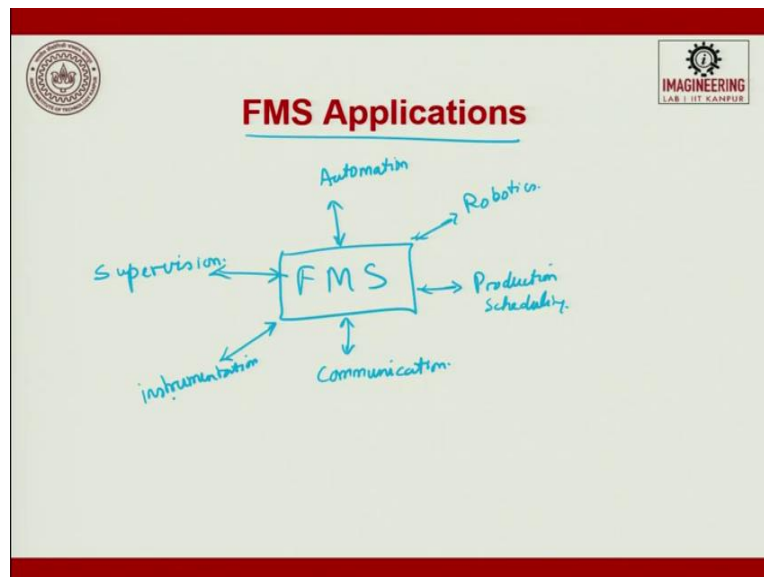 IMAGINEERING
LAB | IIT KANPUR
FMS Applications
Automation
Robotics.
Supervision.
FMS
Production
Scheduling.
instrumentation
Communication.